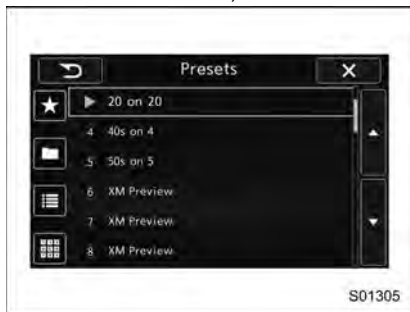 Presets
20 on 20
4 40s on 4
5 50s on 5
6 XM Preview
7 XM Preview
8 XM Preview
S01305